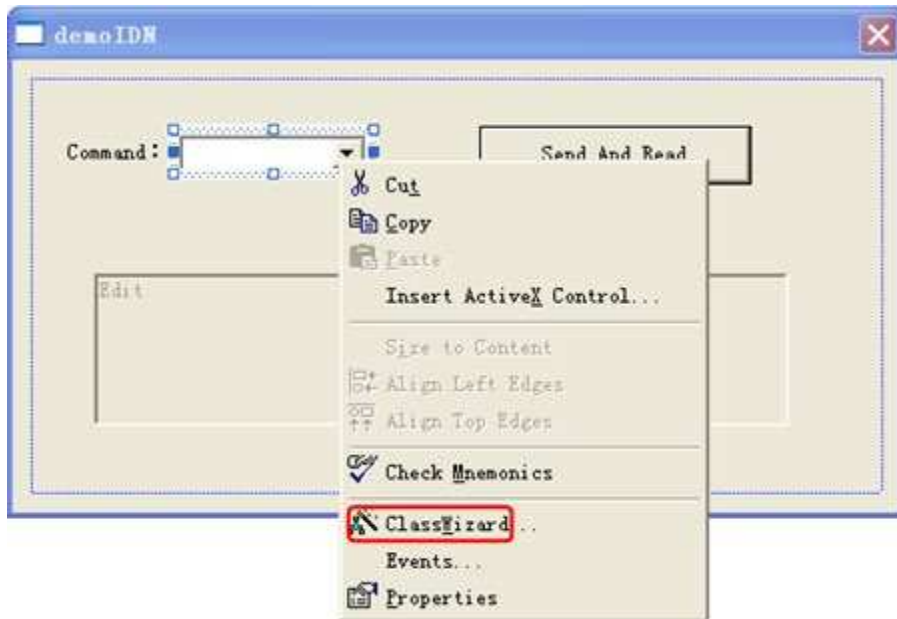 demoIDN
Command:
Send And Read
Edit
Cut
Copy
Paste
Insert ActiveX Control...
Size to Content
Align Left Edges
Align Top Edges
Check Mnemonics
ClassWizard...
Events...
Properties